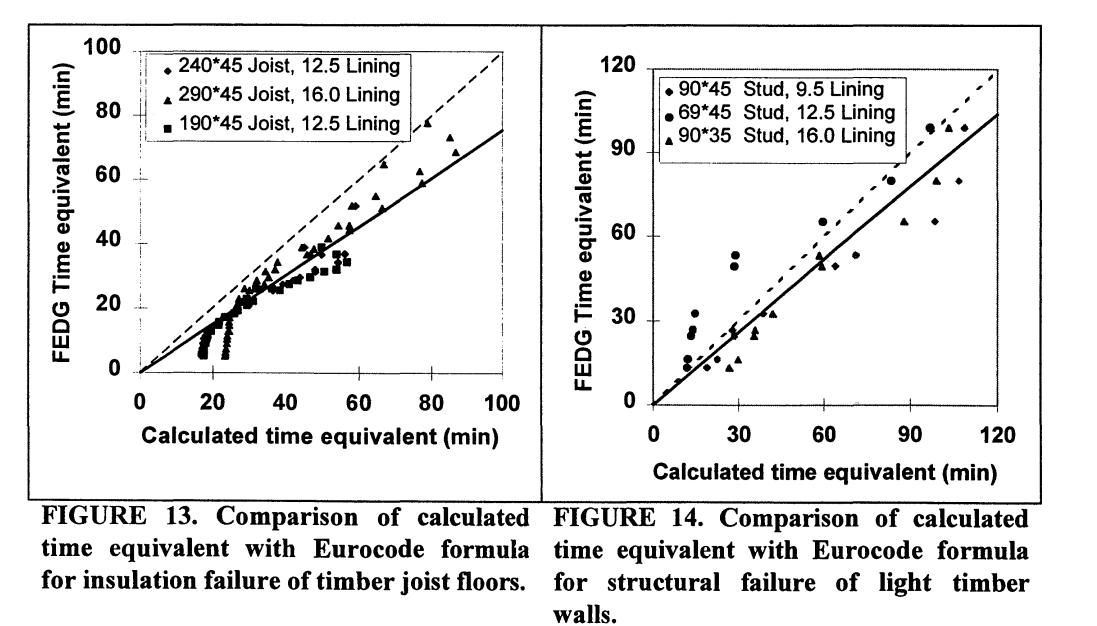 100
80
60
40
20
0
FEDG Time equivalent (min)
240*45 Joist, 12.5 Lining
290*45 Joist, 16.0 Lining
190*45 Joist, 12.5 Lining
0 20 40 60 80 100
Calculated time equivalent (min)
FIGURE 13. Comparison of calculated
time equivalent with Eurocode formula
for insulation failure of timber joist floors.
120
90
60
30
0
FEDG Time equivalent (min)
90*45 Stud, 9.5 Lining
69*45 Stud, 12.5 Lining
90*35 Stud, 16.0 Lining
0 30 60 90 120
Calculated time equivalent (min)
FIGURE 14. Comparison of calculated
time equivalent with Eurocode formula
for structural failure of light timber
walls.